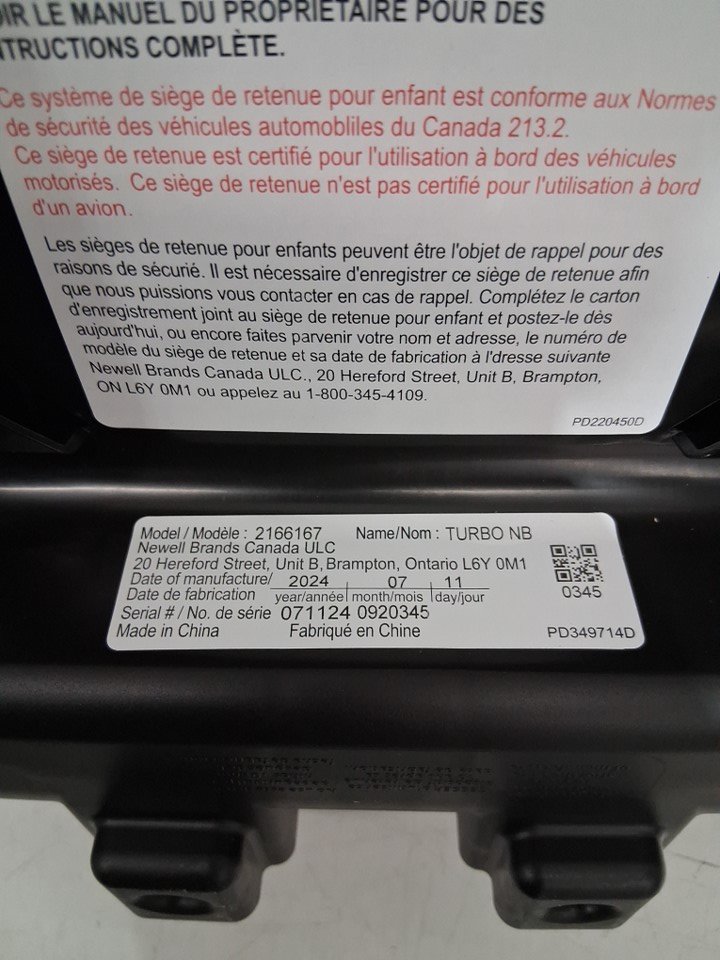 IR LE MANUEL DU PROPRIÉTAIRE POUR DES
NTRUCTIONS COMPLÈTE.
Ce système de siège de retenue pour enfant est conforme aux Normes
de sécurité des véhicules automobliles du Canada 213.2.
Ce siège de retenue est certifié pour l'utilisation à bord des véhicules
motorisés. Ce siège de retenue n'est pas certifié pour l'utilisation à bord
d'un avion.
Les sièges de retenue pour enfants peuvent être l'objet de rappel pour des
raisons de sécurié. Il est nécessaire d'enregistrer ce siège de retenue afin
que nous puissions vous contacter en cas de rappel. Complétez le carton
d'enregistrement joint au siège de retenue pour enfant et postez-le dès
aujourd'hui, ou encore faites parvenir votre nom et adresse, le numéro de
modèle du siège de retenue et sa date de fabrication à l'dresse suivante
Newell Brands Canada ULC., 20 Hereford Street, Unit B, Brampton,
ON L6Y 0M1 ou appelez au 1-800-345-4109.
PD220450D
Model / Modèle : 2166167 Name/Nom : TURBO NB
Newell Brands Canada ULC
20 Hereford Street, Unit B, Brampton, Ontario L6Y 0M1
Date of manufacture/ 2024 07 11
Date de fabrication year/année month/mois day/jour
0345
Serial # / No. de série 071124 0920345
Made in China Fabriqué en Chine PD349714D